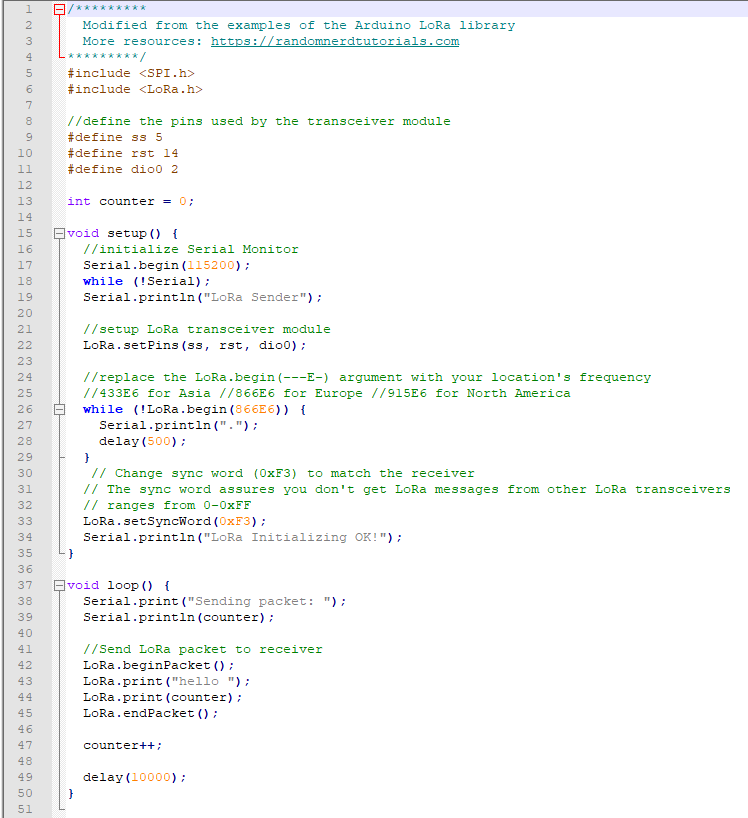 1 /*********
2   Modified from the examples of the Arduino LoRa library
3   More resources: https://randomnerdtutorials.com
4 *********/
5 #include <SPI.h>
6 #include <LoRa.h>
7
8 //define the pins used by the transceiver module
9 #define ss 5
10 #define rst 14
11 #define dio0 2
12
13 int counter = 0;
14
15 void setup() {
16   //initialize Serial Monitor
17   Serial.begin(115200);
18   while (!Serial);
19   Serial.println("LoRa Sender");
20
21   //setup LoRa transceiver module
22   LoRa.setPins(ss, rst, dio0);
23
24   //replace the LoRa.begin(---E-) argument with your location's frequency
25   //433E6 for Asia //866E6 for Europe //915E6 for North America
26   while (!LoRa.begin(866E6)) {
27     Serial.println(".");
28     delay(500);
29   }
30    // Change sync word (0xF3) to match the receiver
31   // The sync word assures you don't get LoRa messages from other LoRa transceivers
32   // ranges from 0-0xFF
33   LoRa.setSyncWord(0xF3);
34   Serial.println("LoRa Initializing OK!");
35 }
36
37 void loop() {
38   Serial.print("Sending packet: ");
39   Serial.println(counter);
40
41   //Send LoRa packet to receiver
42   LoRa.beginPacket();
43   LoRa.print("hello ");
44   LoRa.print(counter);
45   LoRa.endPacket();
46
47   counter++;
48
49   delay(10000);
50 }
51